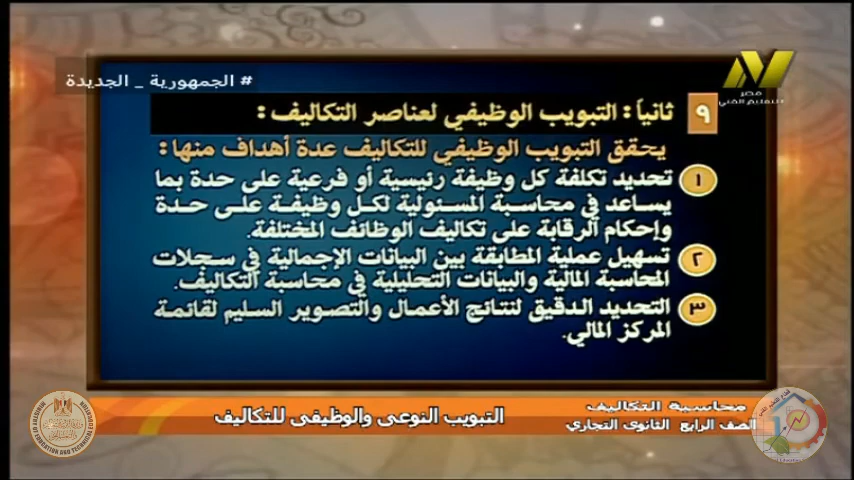 # الجمهورية _ الجديدة
مصر
للتعليم الفني
٩
ثانياً: التبويب الوظيفي لعناصر التكاليف:
يحقق التبويب الوظيفي للتكاليف عدة أهداف منها:
١
تحديد تكلفة كل وظيفة رئيسية أو فرعية على حدة بما
يساعد في محاسبة المسئولية لكل وظيفة على حدة
وإحكام الرقابة على تكاليف الوظائف المختلفة.
٢
تسهيل عملية المطابقة بين البيانات الإجمالية في سجلات
المحاسبة المالية والبيانات التحليلية في محاسبة التكاليف.
٣
التحديد الدقيق لنتائج الأعمال والتصوير السليم لقائمة
المركز المالي.
محاسبة التكاليف
الصف الرابع الثانوى التجاري
التبويب النوعى والوظيفى للتكاليف